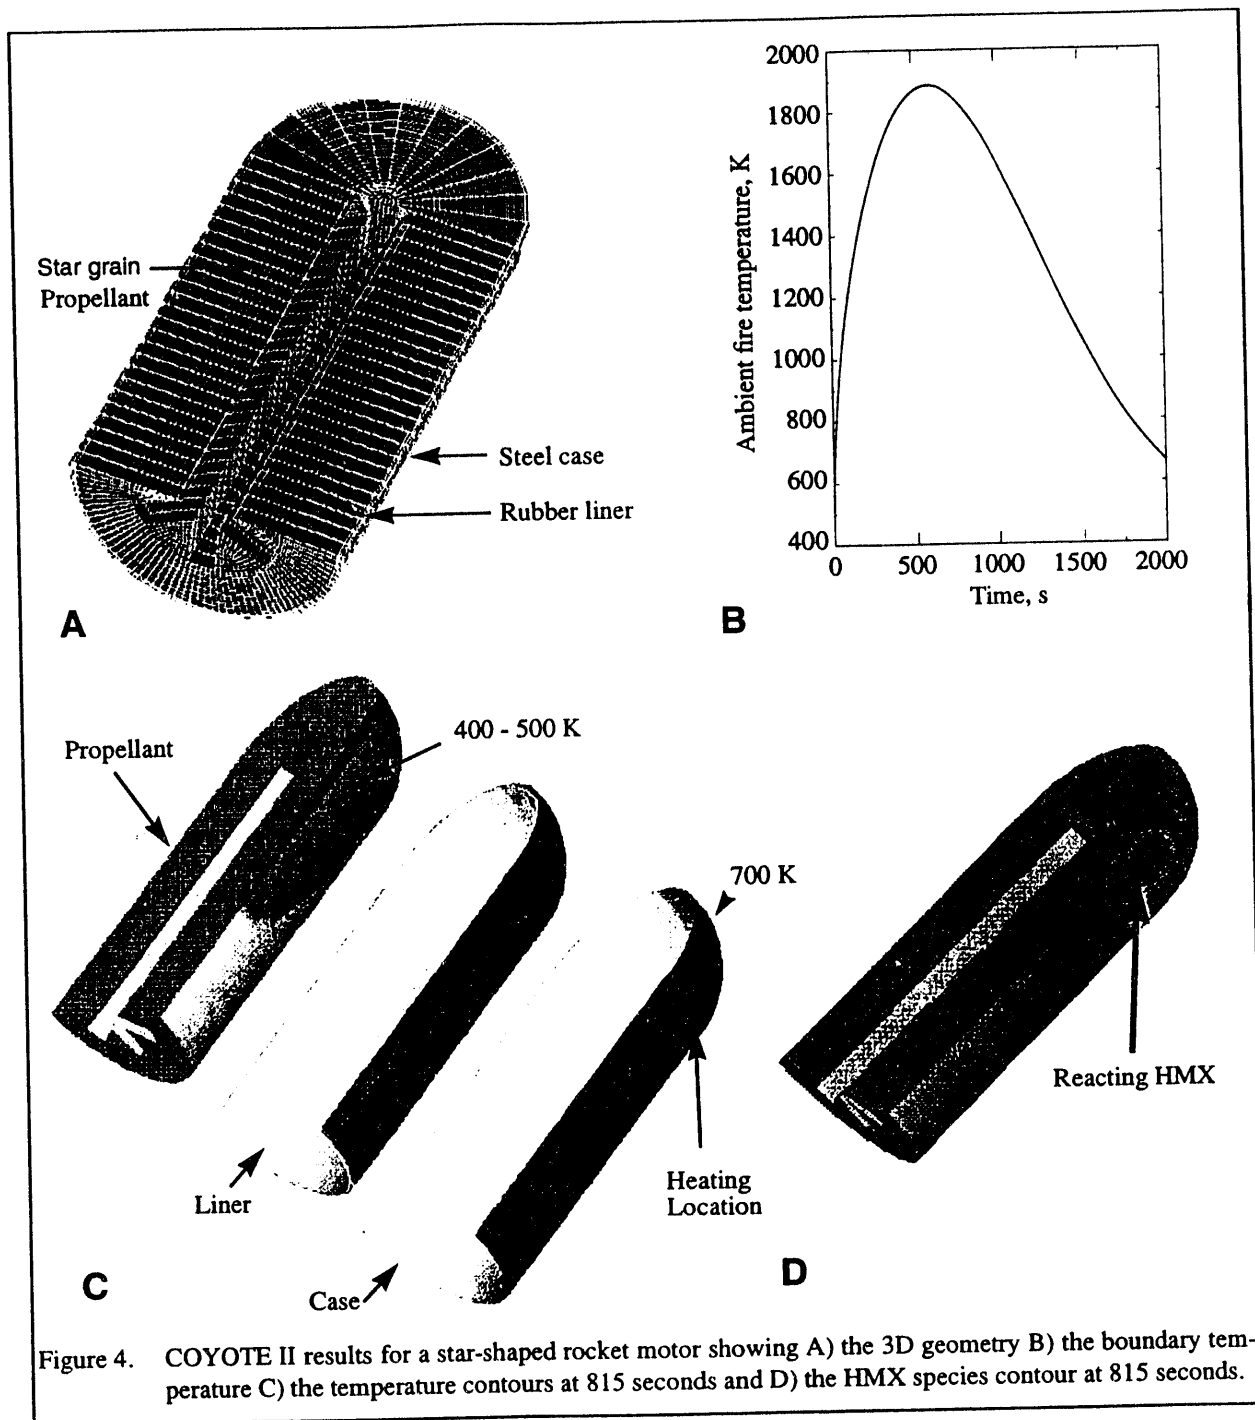 Star grain
Propellant
Steel case
Rubber liner
A
2000
1800
1600
1400
1200
1000
800
600
400
Ambient fire temperature, K
0 500 1000 1500 2000
Time, s
B
Propellant
400 - 500 K
700 K
Liner
Case
Heating
Location
C
Reacting HMX
D
Figure 4. COYOTE II results for a star-shaped rocket motor showing A) the 3D geometry B) the boundary tem-
perature C) the temperature contours at 815 seconds and D) the HMX species contour at 815 seconds.